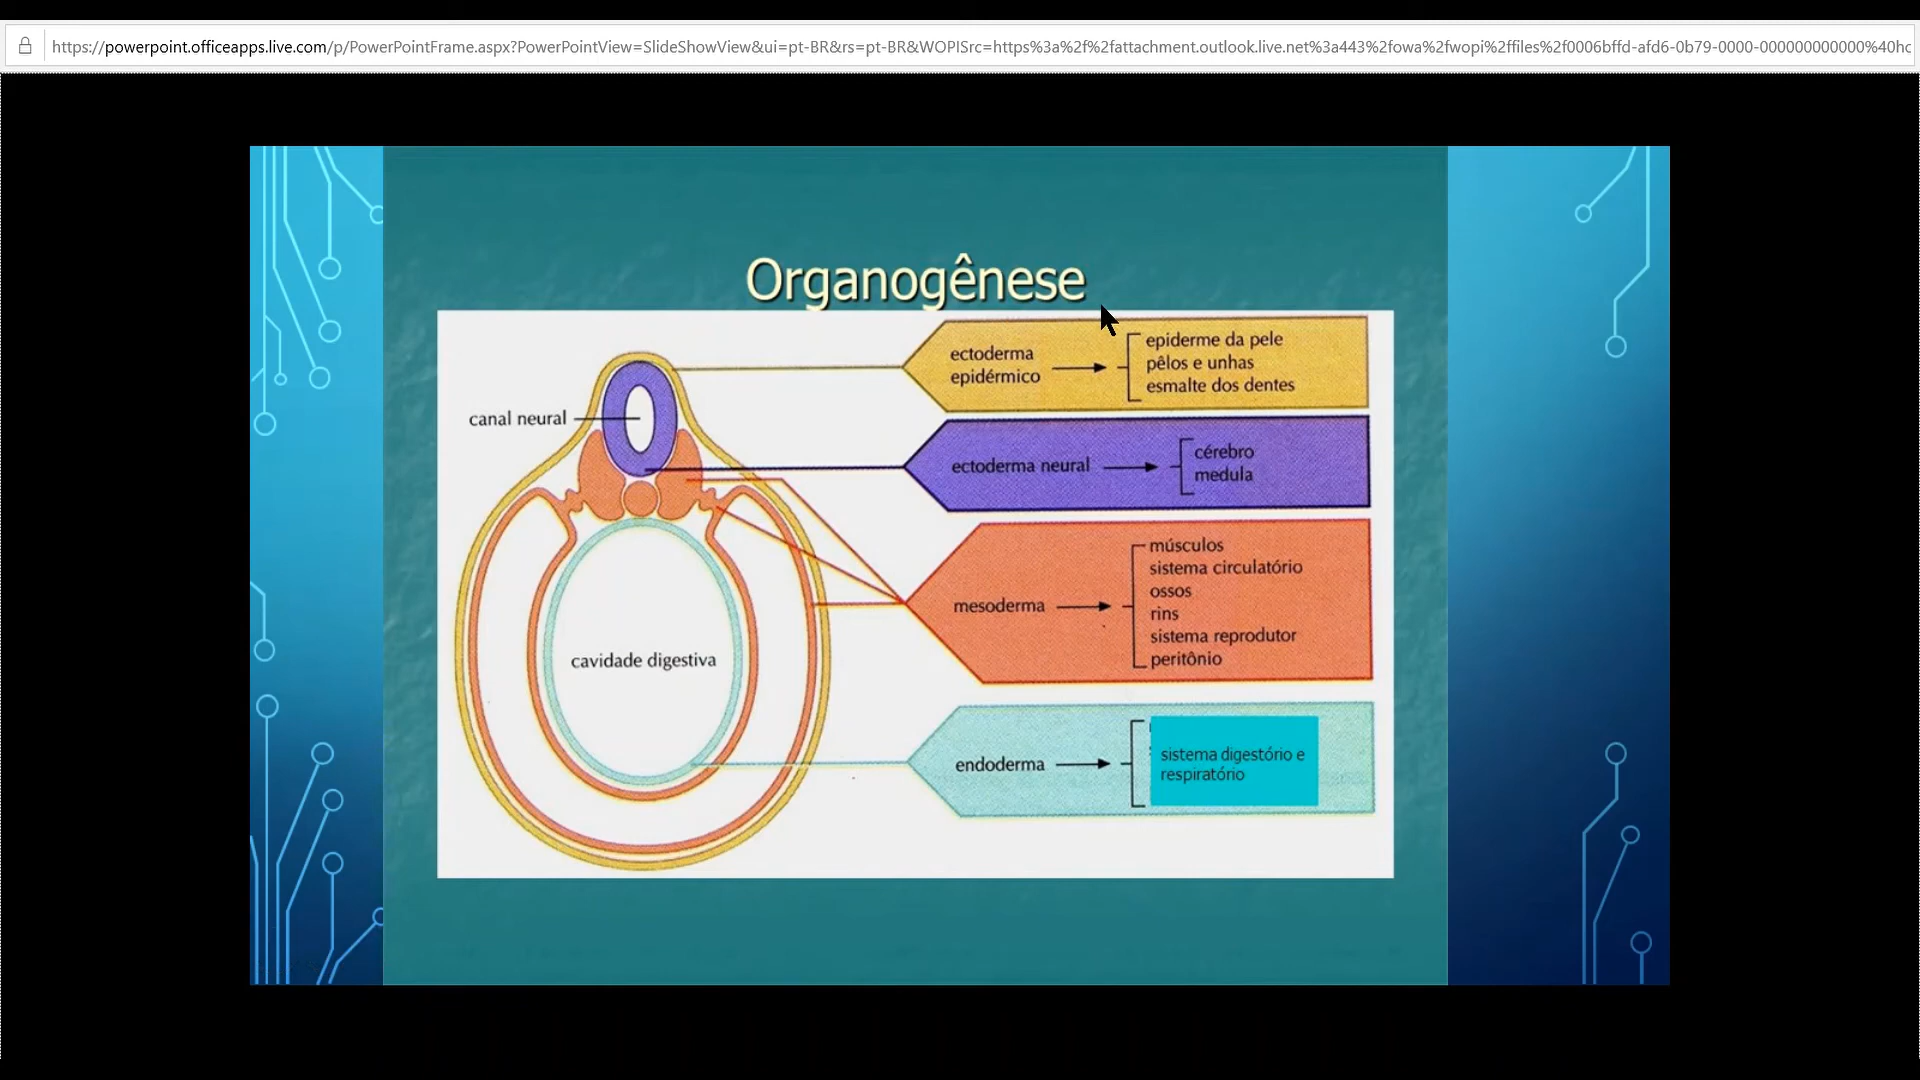 https://powerpoint.officeapps.live.com/p/PowerPointFrame.aspx?PowerPointView=SlideShowView&ui=pt-BR&rs=pt-BR&WOPISrc=https%3a%2f%2fattachment.outlook.live.net%3a443%2fowa%2fwopi%2ffiles%2f0006bffd-afd6-0b79-0000-000000000000%40hc
Organogênese
ectoderma
epidérmico
epiderme da pele
pêlos e unhas
esmalte dos dentes
canal neural
ectoderma neural
cérebro
medula
mesoderma
músculos
sistema circulatório
ossos
rins
sistema reprodutor
peritônio
cavidade digestiva
endoderma
sistema digestório e
respiratório